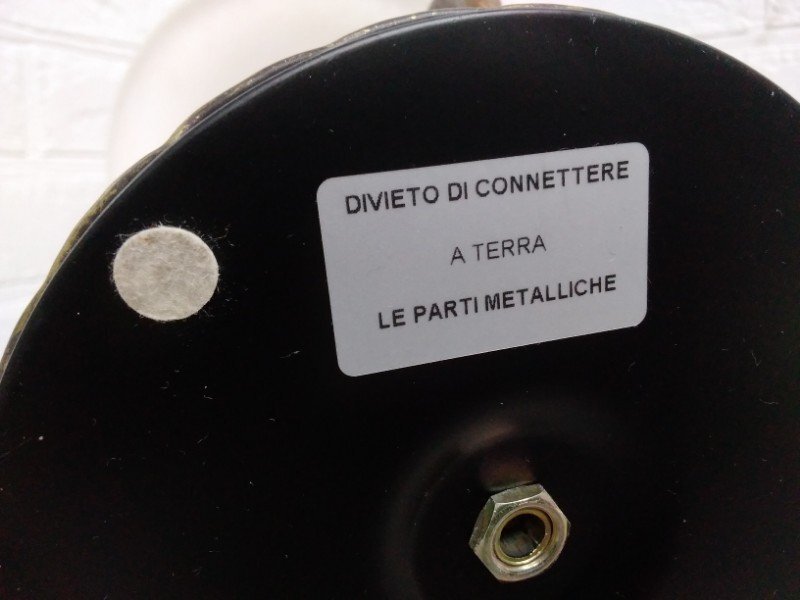 DIVIETO DI CONNETTERE
A TERRA
LE PARTI METALLICHE